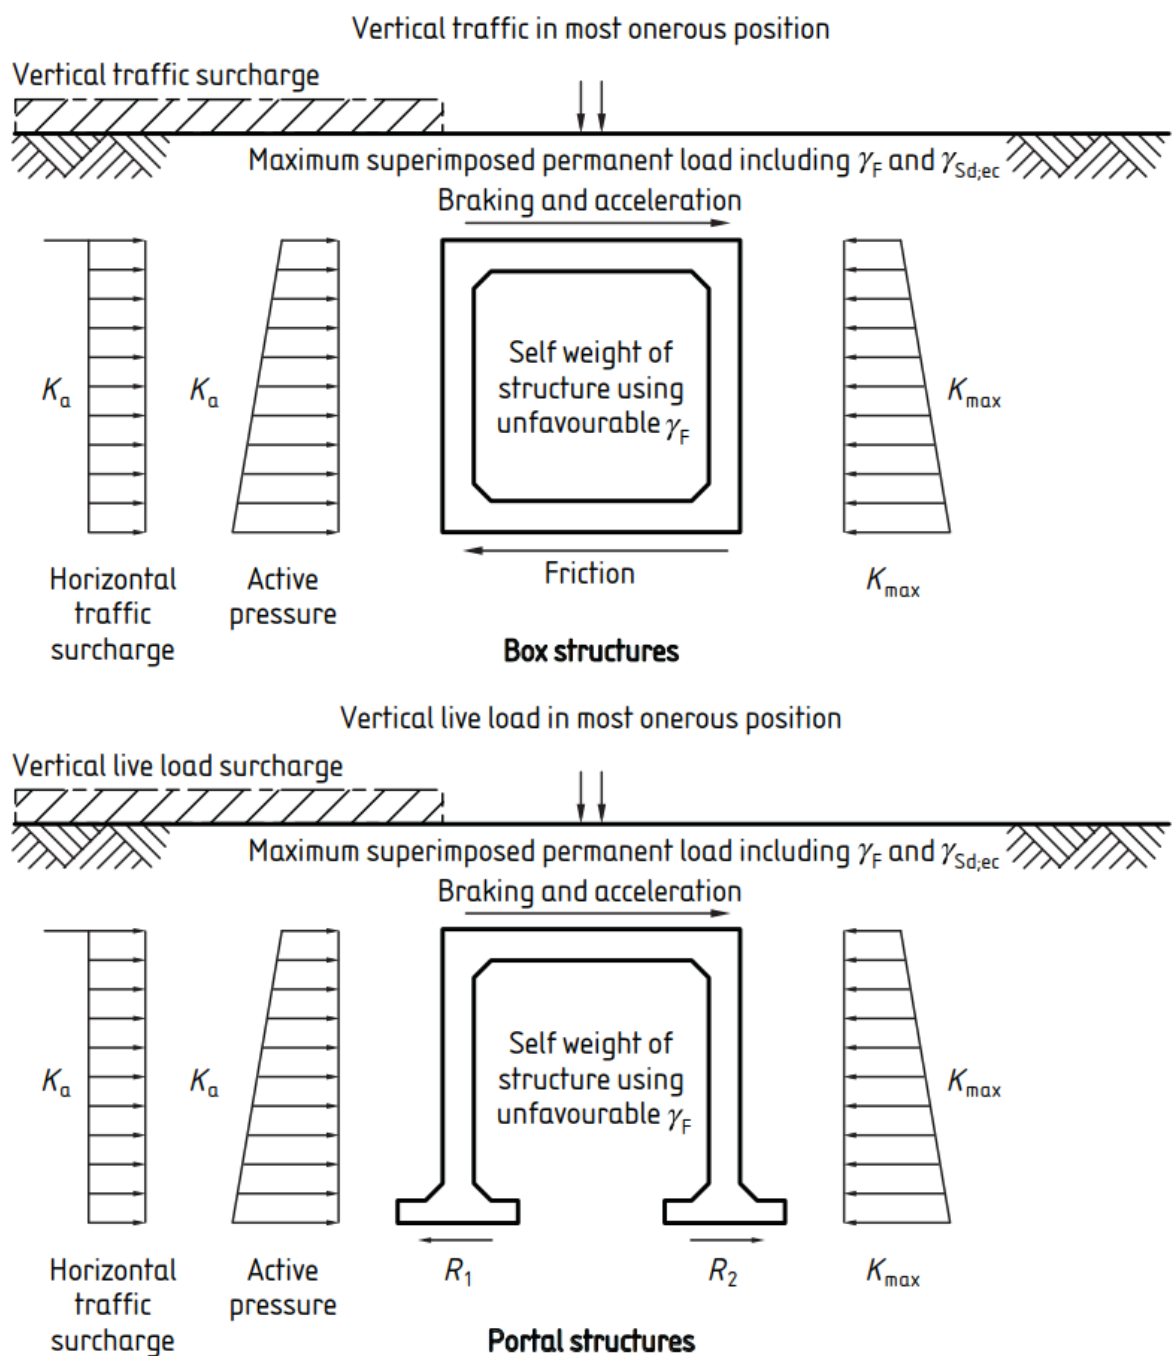 Vertical traffic in most onerous position
Vertical traffic surcharge
Maximum superimposed permanent load including γF and γSd;ec
Braking and acceleration
Ka
Ka
Self weight of
structure using
unfavourable γF
Kmax
Friction
Horizontal
traffic
surcharge
Active
pressure
Kmax
Box structures
Vertical live load in most onerous position
Vertical live load surcharge
Maximum superimposed permanent load including γF and γSd;ec
Braking and acceleration
Ka
Ka
Self weight of
structure using
unfavourable γF
Kmax
Horizontal
traffic
surcharge
Active
pressure
R1
R2
Kmax
Portal structures